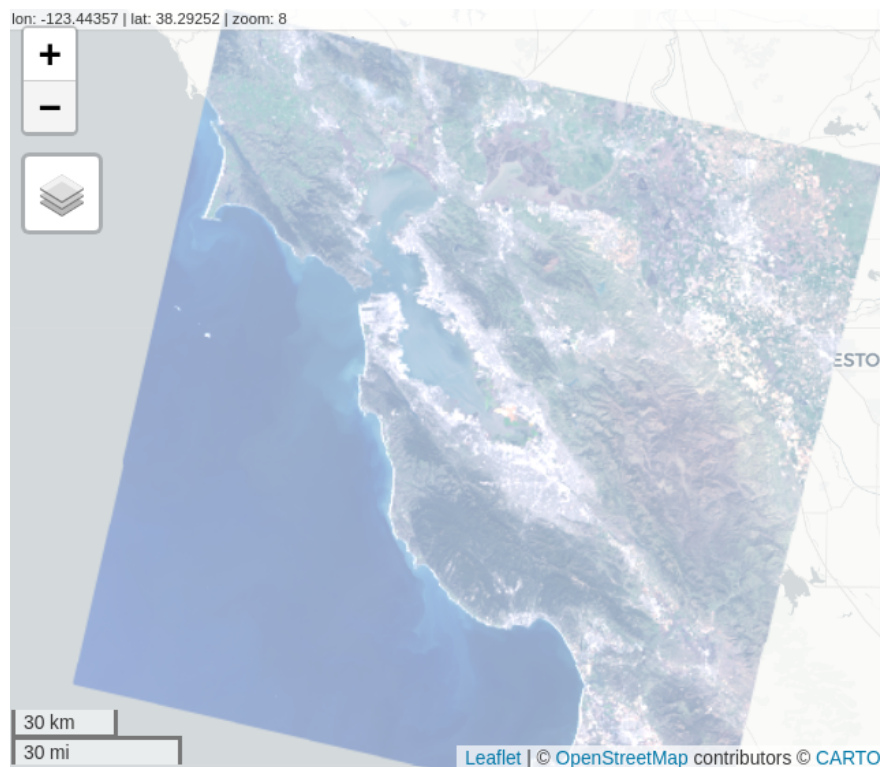 lon: -123.44357 | lat: 38.29252 | zoom: 8
+
−
ESTO
30 km
30 mi
Leaflet | © OpenStreetMap contributors © CARTO